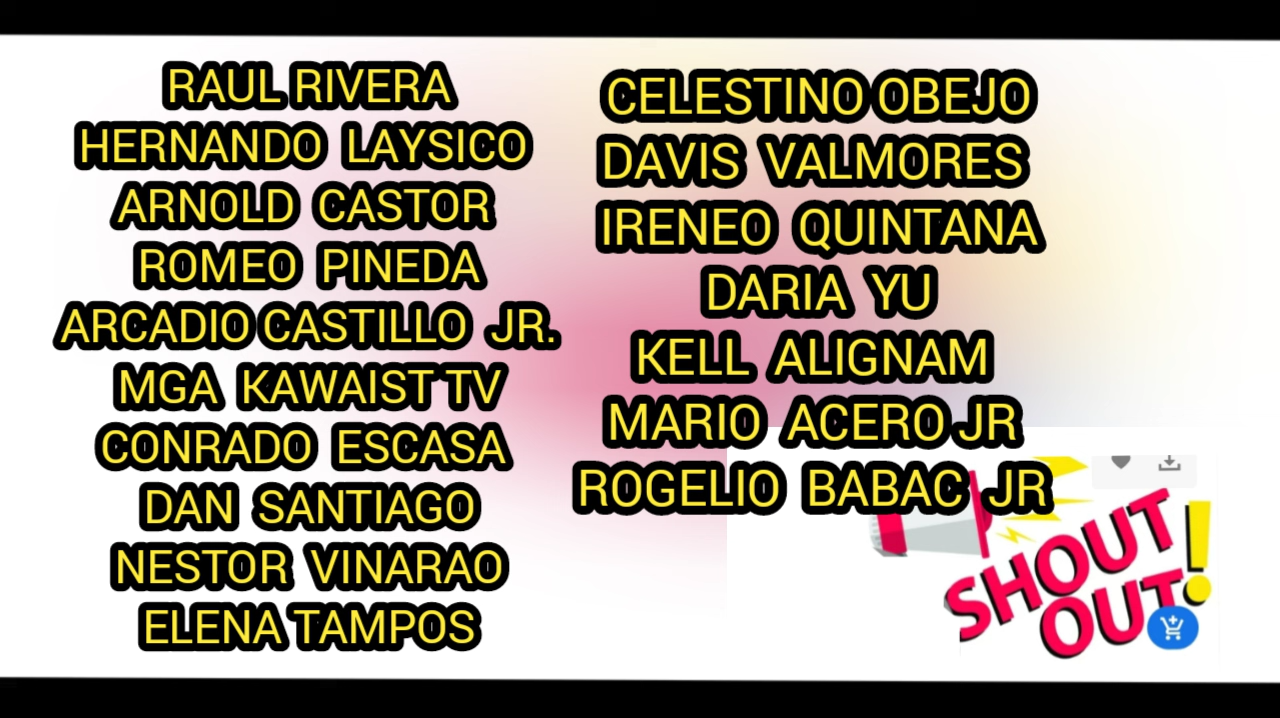 RAUL RIVERA
HERNANDO LAYSICO
ARNOLD CASTOR
ROMEO PINEDA
ARCADIO CASTILLO JR.
MGA KAWAIST TV
CONRADO ESCASA
DAN SANTIAGO
NESTOR VINARAO
ELENA TAMPOS
CELESTINO OBEJO
DAVIS VALMORES
IRENEO QUINTANA
DARIA YU
KELL ALIGNAM
MARIO ACERO JR
ROGELIO BABAC JR
SHOUT
OUT!